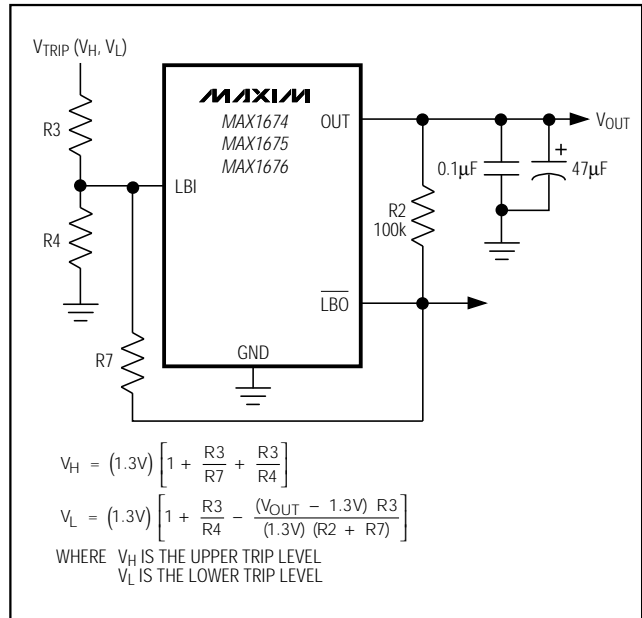 VTRIP (VH, VL)
MAXIM
MAX1674
MAX1675
MAX1676
OUT
VOUT
R3
LBI
0.1μF
+
47μF
R4
R2
100k
LBO
R7
GND
VH = (1.3V) [1 + R3/R7 + R3/R4]
VL = (1.3V) [1 + R3/R4 - (VOUT - 1.3V) R3/(1.3V) (R2 + R7)]
WHERE VH IS THE UPPER TRIP LEVEL
VL IS THE LOWER TRIP LEVEL